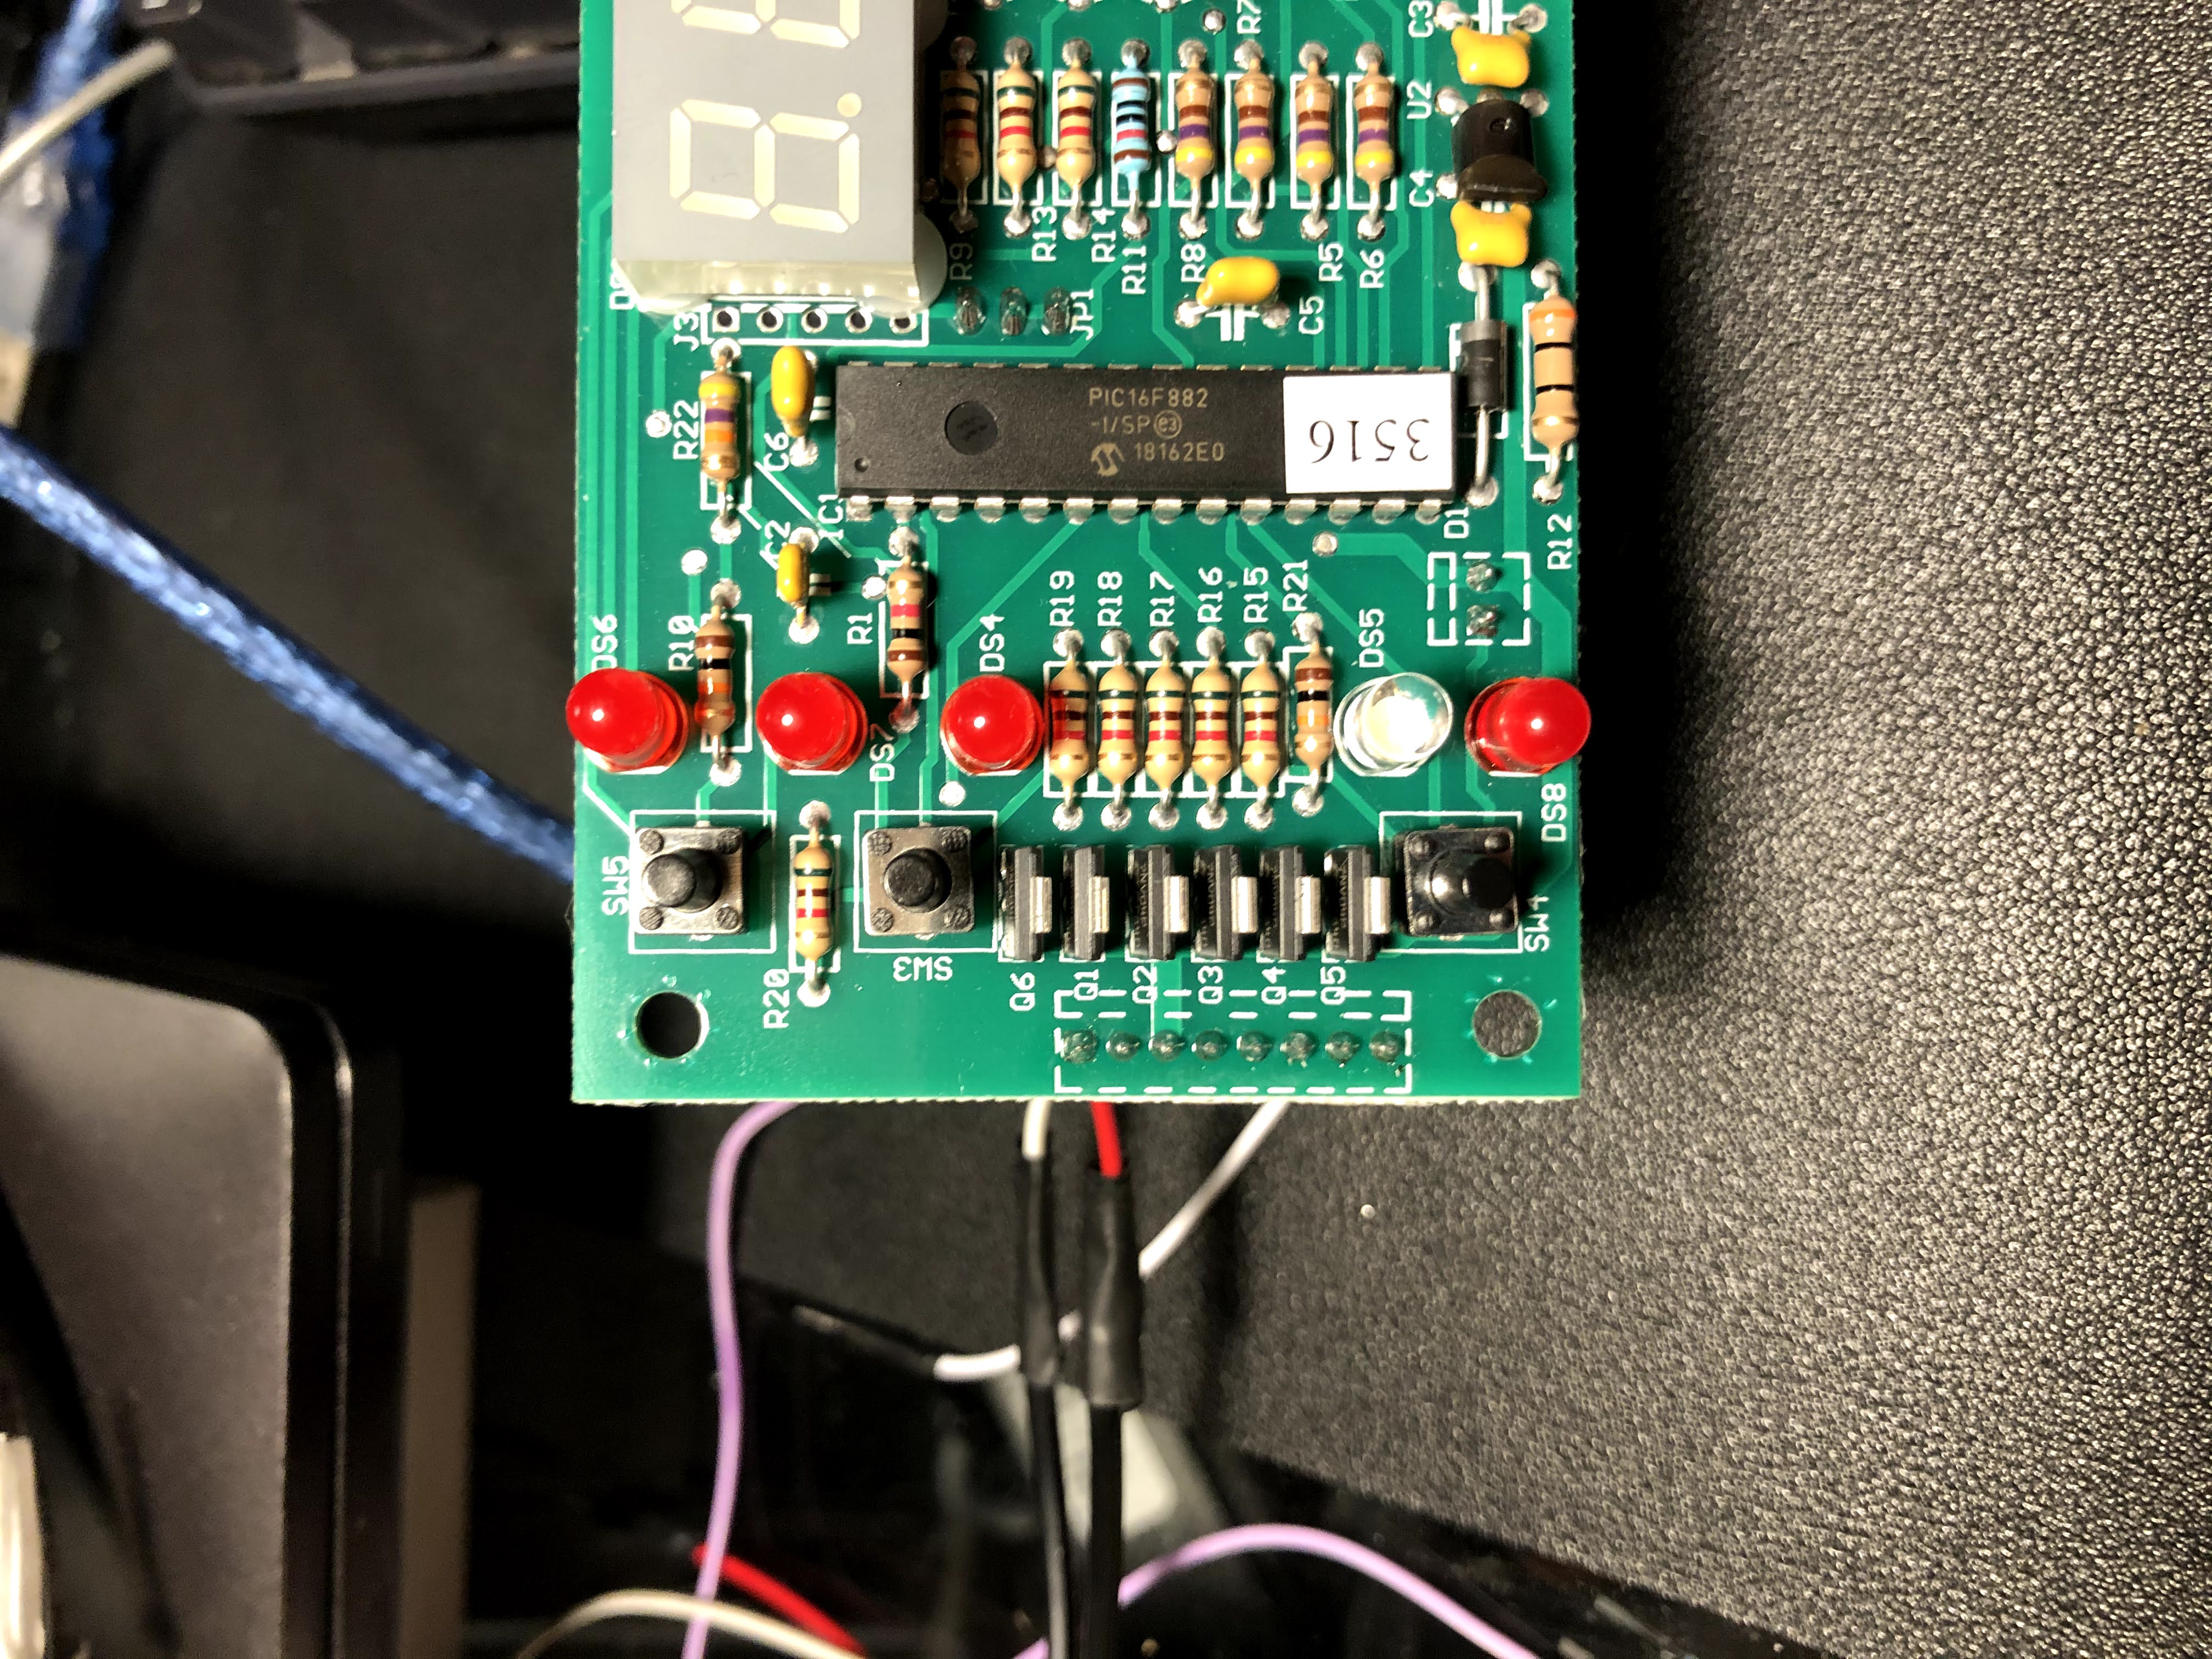 SW5
DS6
R10
R22
J3
R20
C2
C6
IC1
R1
DS7
SW3
DS4
R9
Q6
R19
R13
Q1
JP1
PIC16F882
-I/SP e3
18162E0
R14
R18
R11
Q2
R17
R8
Q3
R16
R15
R7
Q4
R21
C5
3516
Q5
R5
DS5
R6
C4
U2
C3
D1
SW4
DS8
R12